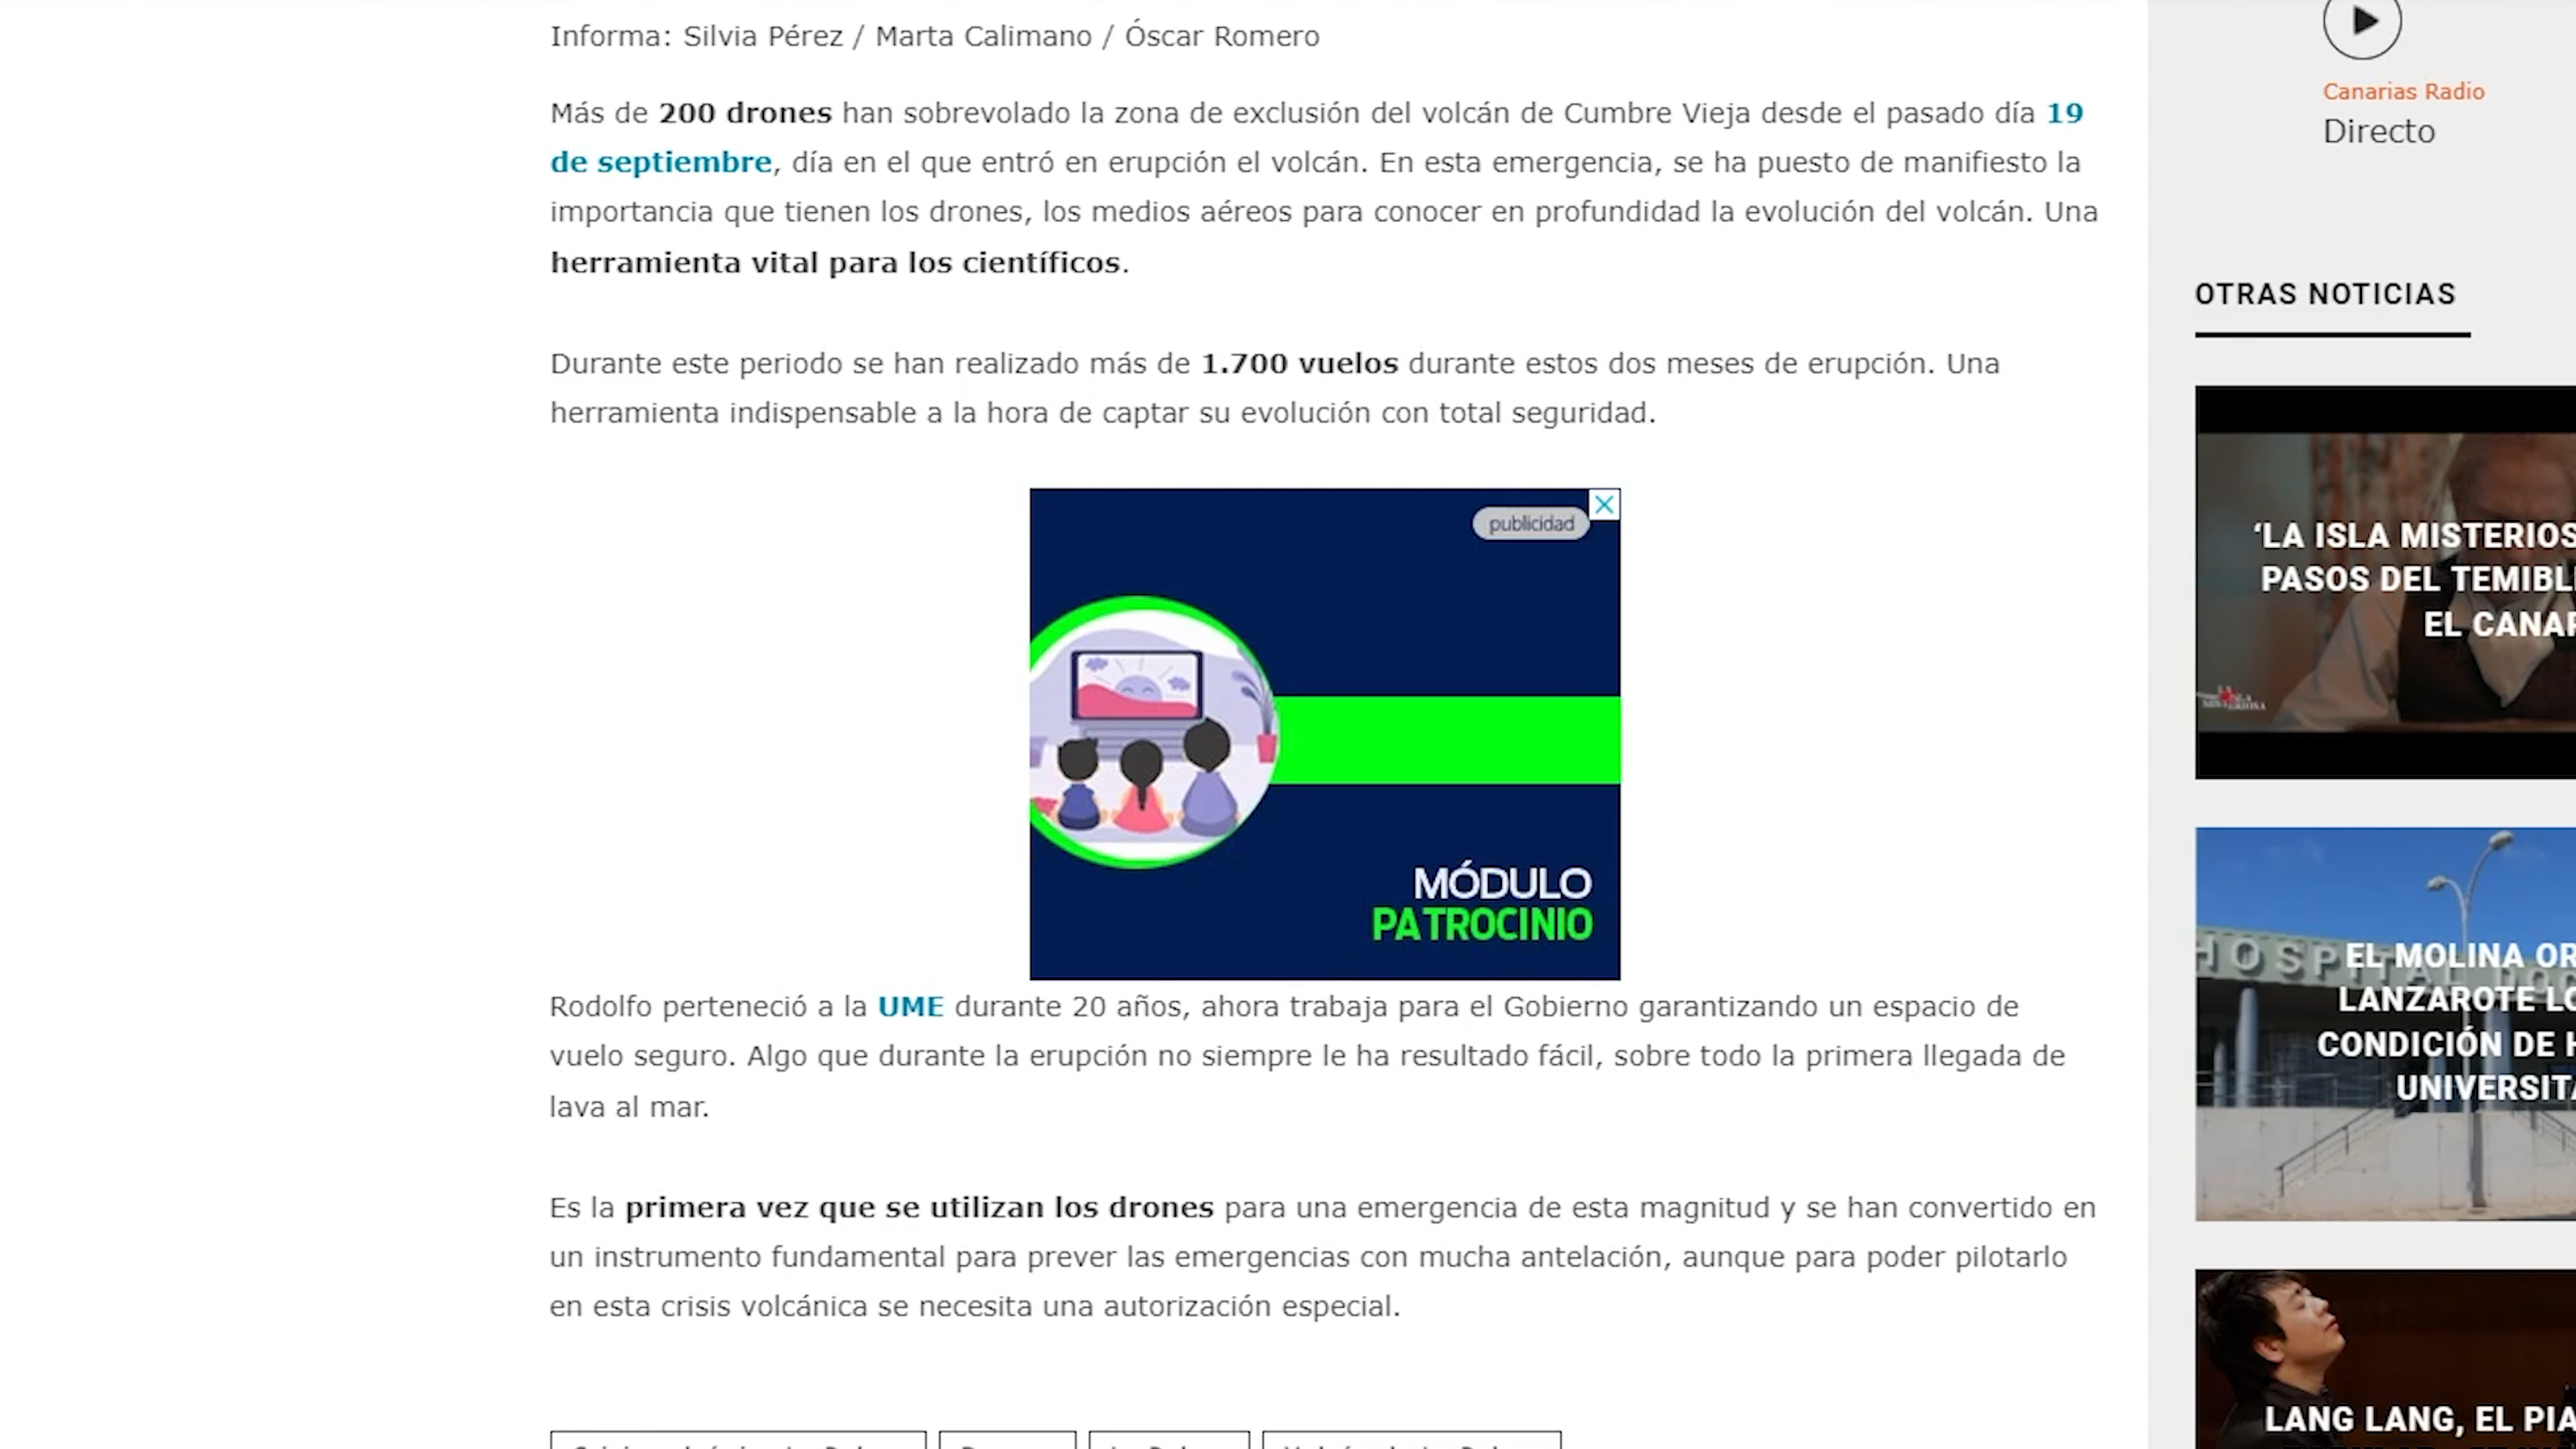 Informa: Silvia Pérez / Marta Calimano / Óscar Romero
Más de 200 drones han sobrevolado la zona de exclusión del volcán de Cumbre Vieja desde el pasado día 19
de septiembre, día en el que entró en erupción el volcán. En esta emergencia, se ha puesto de manifiesto la
importancia que tienen los drones, los medios aéreos para conocer en profundidad la evolución del volcán. Una
herramienta vital para los científicos.
Durante este periodo se han realizado más de 1.700 vuelos durante estos dos meses de erupción. Una
herramienta indispensable a la hora de captar su evolución con total seguridad.
publicidad
MÓDULO
PATROCINIO
Rodolfo perteneció a la UME durante 20 años, ahora trabaja para el Gobierno garantizando un espacio de
vuelo seguro. Algo que durante la erupción no siempre le ha resultado fácil, sobre todo la primera llegada de
lava al mar.
Es la primera vez que se utilizan los drones para una emergencia de esta magnitud y se han convertido en
un instrumento fundamental para prever las emergencias con mucha antelación, aunque para poder pilotarlo
en esta crisis volcánica se necesita una autorización especial.
Canarias Radio
Directo
OTRAS NOTICIAS
‘LA ISLA
PASOS DEL
EL
LA ISLA MISTERIOSA
HOSPITAL
EL MOLINA
LANZAROTE
CONDICIÓN DE
LANG LANG, EL